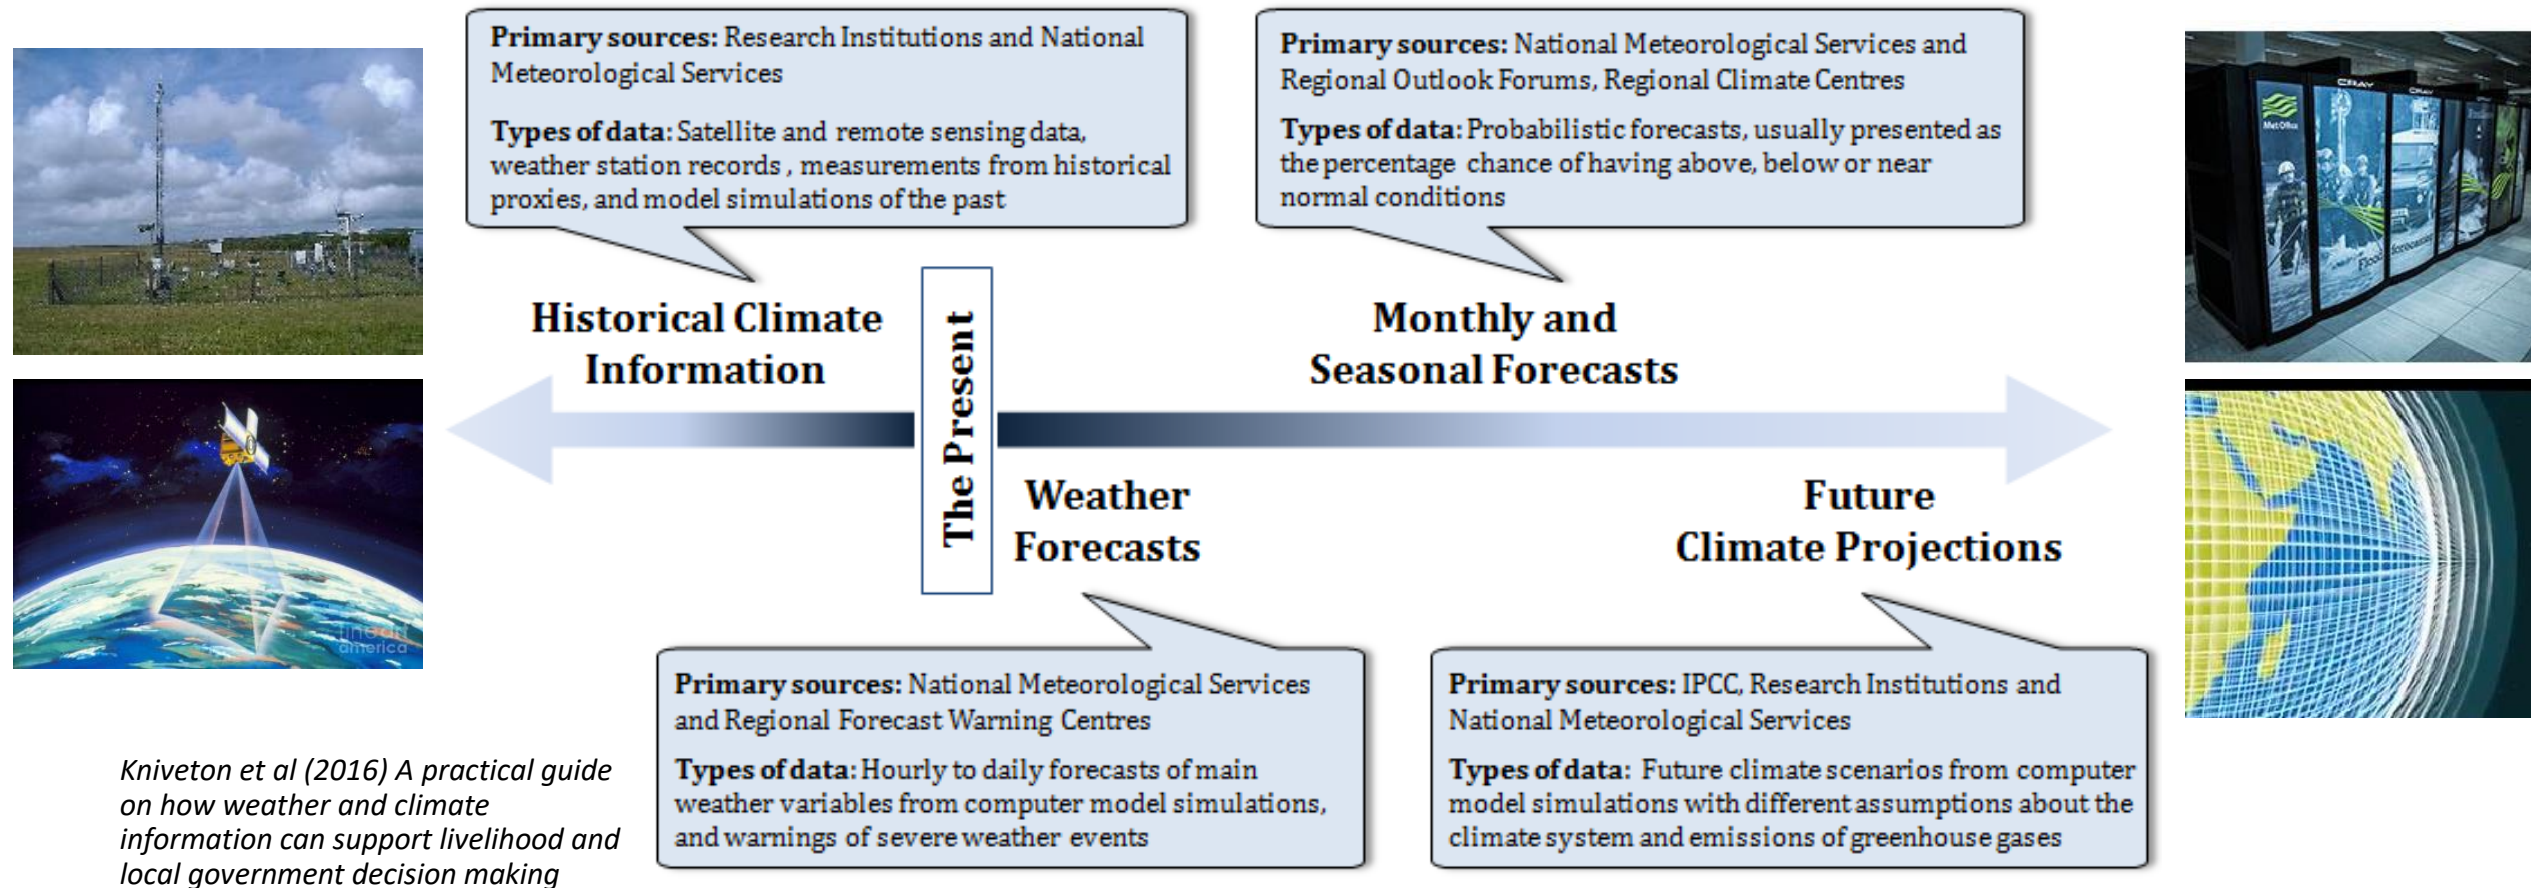 Primary sources: Research Institutions and National
Meteorological Services
Types of data: Satellite and remote sensing data,
weather station records , measurements from historical
proxies, and model simulations of the past
Primary sources: National Meteorological Services and
Regional Outlook Forums, Regional Climate Centres
Types of data: Probabilistic forecasts, usually presented as
the percentage chance of having above, below or near
normal conditions
CRAY
CRAY
Met Office
Flood forecasting
Historical Climate
Information
The Present
Monthly and
Seasonal Forecasts
Weather
Forecasts
Future
Climate Projections
fineart
america
Primary sources: National Meteorological Services
and Regional Forecast Warning Centres
Types of data: Hourly to daily forecasts of main
weather variables from computer model simulations,
and warnings of severe weather events
Primary sources: IPCC, Research Institutions and
National Meteorological Services
Types of data: Future climate scenarios from computer
model simulations with different assumptions about the
climate system and emissions of greenhouse gases
Kniveton et al (2016) A practical guide
on how weather and climate
information can support livelihood and
local government decision making